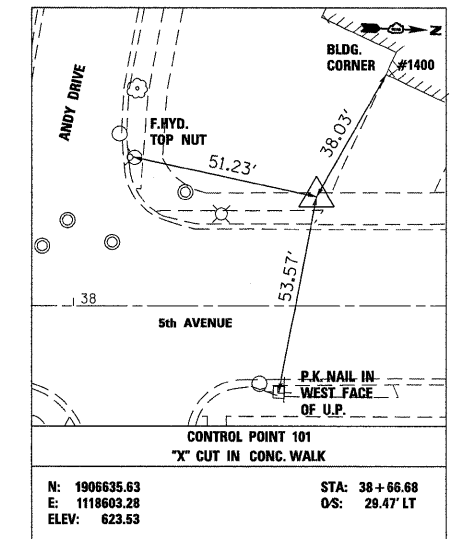 N
BLDG.
CORNER #1400
ANDY DRIVE
F.HYD.
TOP NUT
51.23'
38.03'
53.57'
38
5th AVENUE
P.K. NAIL IN
WEST FACE
OF U.P.
CONTROL POINT 101
"X" CUT IN CONC. WALK
N: 1906635.63
E: 1118603.28
ELEV: 623.53
STA: 38+66.68
O/S: 29.47' LT